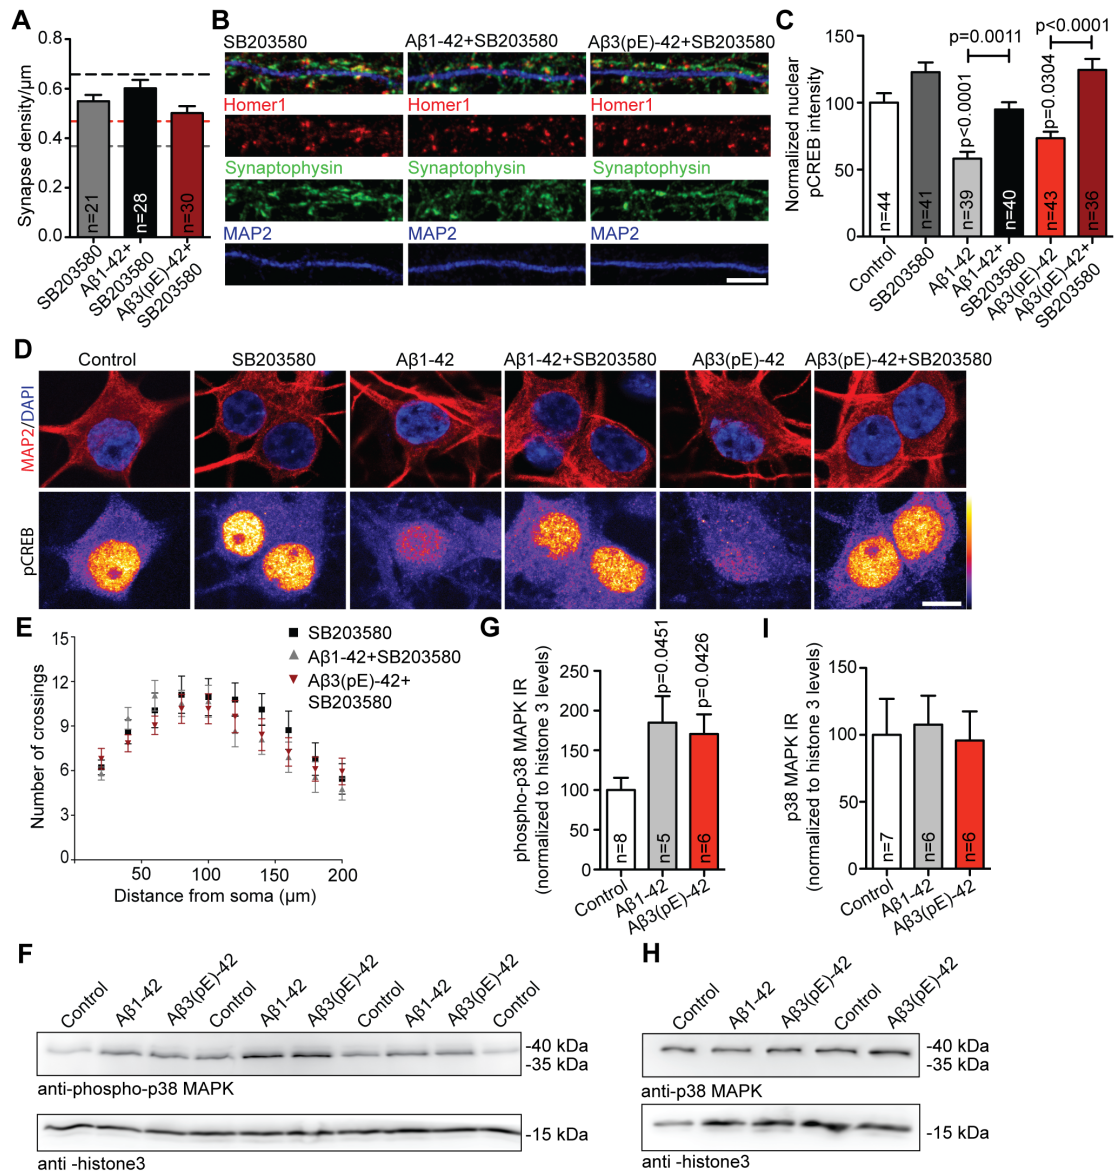 A
Synapse density/µm
0.8
0.6
0.4
0.2
0.0
n=21
n=28
n=30
SB203580
Aβ1-42+
SB203580
Aβ3(pE)-42+
SB203580
B
SB203580
Aβ1-42+SB203580
Aβ3(pE)-42+SB203580
Homer1
Homer1
Homer1
Synaptophysin
Synaptophysin
Synaptophysin
MAP2
MAP2
MAP2
C
Normalized nuclear
pCREB intensity
150
100
50
0
p=0.0011
p<0.0001
p<0.0001
p=0.0304
n=44
n=41
n=39
n=40
n=43
n=36
Control
SB203580
Aβ1-42
Aβ1-42+
SB203580
Aβ3(pE)-42
Aβ3(pE)-42+
SB203580
D
Control
SB203580
Aβ1-42
Aβ1-42+SB203580
Aβ3(pE)-42
Aβ3(pE)-42+SB203580
MAP2/DAPI
pCREB
E
Number of crossings
15
12
9
6
3
0
50
100
150
200
Distance from soma (µm)
SB203580
Aβ1-42+SB203580
Aβ3(pE)-42+
SB203580
G
phospho-p38 MAPK IR
(normalized to histone 3 levels)
250
200
150
100
50
0
p=0.0451
p=0.0426
n=8
n=5
n=6
Control
Aβ1-42
Aβ3(pE)-42
I
p38 MAPK IR
(normalized to histone 3 levels)
150
100
50
0
n=7
n=6
n=6
Control
Aβ1-42
Aβ3(pE)-42
F
Control
Aβ1-42
Aβ3(pE)-42
Control
Aβ1-42
Aβ3(pE)-42
Control
Aβ1-42
Aβ3(pE)-42
Control
-40 kDa
-35 kDa
anti-phospho-p38 MAPK
-15 kDa
anti -histone3
H
Control
Aβ1-42
Aβ3(pE)-42
Control
Aβ3(pE)-42
-40 kDa
-35 kDa
anti-p38 MAPK
-15 kDa
anti -histone3